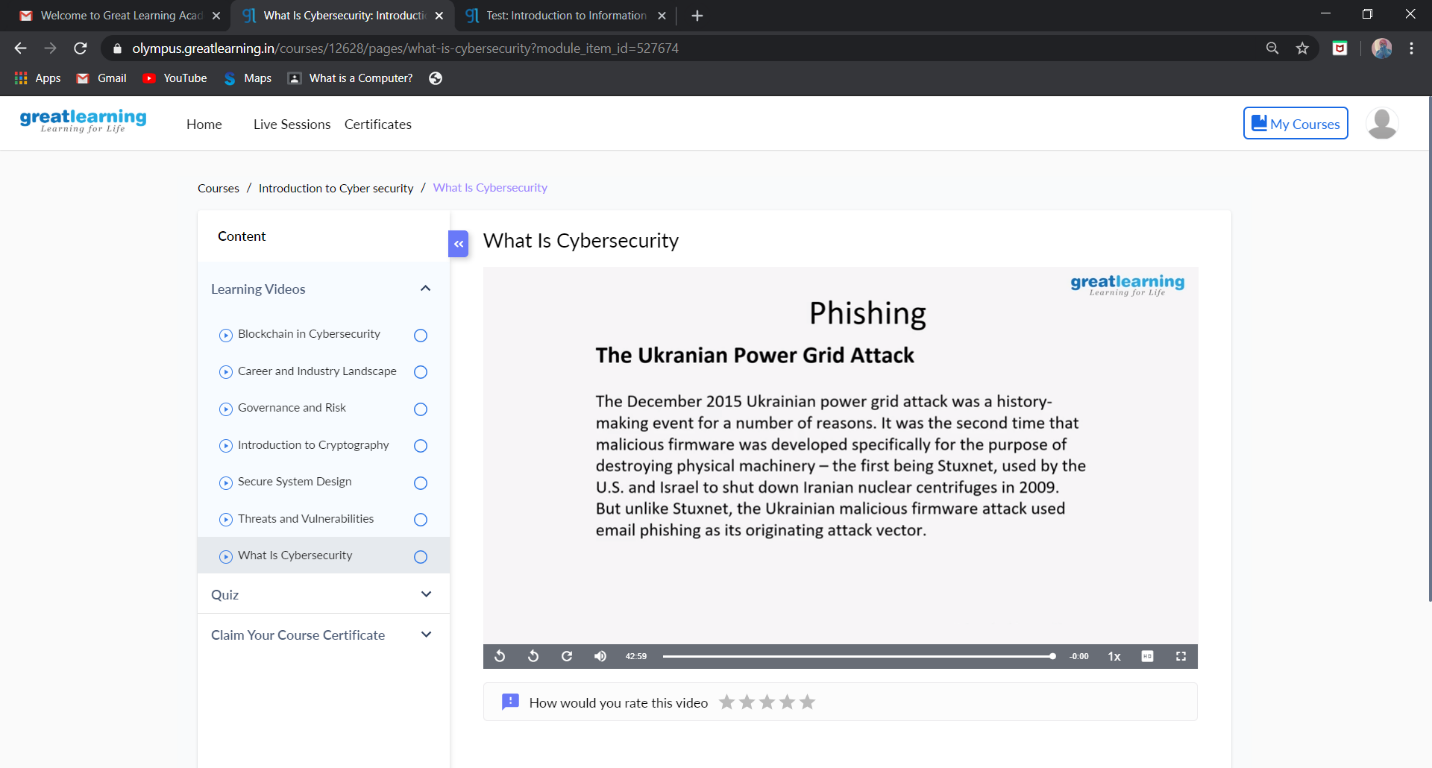 Welcome to Great Learning Acad
What Is Cybersecurity: Introducti
Test: Introduction to Information
olympus.greatlearning.in/courses/12628/pages/what-is-cybersecurity?module_item_id=527674
Apps
Gmail
YouTube
Maps
What is a Computer?
greatlearning
Learning for Life
Home
Live Sessions
Certificates
My Courses
Courses / Introduction to Cyber security / What Is Cybersecurity
Content
Learning Videos
Blockchain in Cybersecurity
Career and Industry Landscape
Governance and Risk
Introduction to Cryptography
Secure System Design
Threats and Vulnerabilities
What Is Cybersecurity
Quiz
Claim Your Course Certificate
What Is Cybersecurity
greatlearning
Learning for Life
Phishing
The Ukranian Power Grid Attack
The December 2015 Ukrainian power grid attack was a history-
making event for a number of reasons. It was the second time that
malicious firmware was developed specifically for the purpose of
destroying physical machinery – the first being Stuxnet, used by the
U.S. and Israel to shut down Iranian nuclear centrifuges in 2009.
But unlike Stuxnet, the Ukrainian malicious firmware attack used
email phishing as its originating attack vector.
42:59
-0:00
1x
How would you rate this video